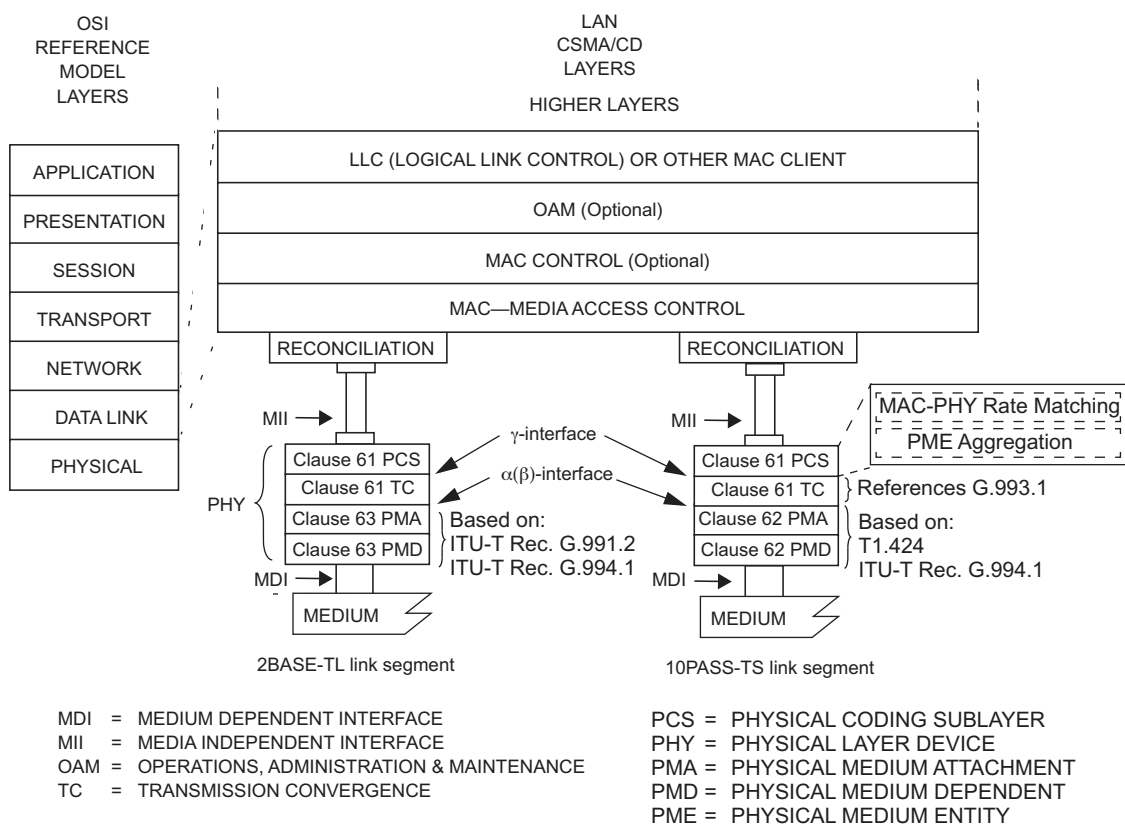 OSI
REFERENCE
MODEL
LAYERS
LAN
CSMA/CD
LAYERS
HIGHER LAYERS
APPLICATION
PRESENTATION
SESSION
TRANSPORT
NETWORK
DATA LINK
PHYSICAL
LLC (LOGICAL LINK CONTROL) OR OTHER MAC CLIENT
OAM (Optional)
MAC CONTROL (Optional)
MAC—MEDIA ACCESS CONTROL
RECONCILIATION
MII
PHY
Clause 61 PCS
Clause 61 TC
Clause 63 PMA
Clause 63 PMD
Based on:
ITU-T Rec. G.991.2
ITU-T Rec. G.994.1
MDI
MEDIUM
2BASE-TL link segment
γ-interface
α(β)-interface
RECONCILIATION
MII
MAC-PHY Rate Matching
PME Aggregation
Clause 61 PCS
Clause 61 TC
Clause 62 PMA
Clause 62 PMD
References G.993.1
Based on:
T1.424
ITU-T Rec. G.994.1
MDI
MEDIUM
10PASS-TS link segment
MDI = MEDIUM DEPENDENT INTERFACE
MII = MEDIA INDEPENDENT INTERFACE
OAM = OPERATIONS, ADMINISTRATION & MAINTENANCE
TC = TRANSMISSION CONVERGENCE
PCS = PHYSICAL CODING SUBLAYER
PHY = PHYSICAL LAYER DEVICE
PMA = PHYSICAL MEDIUM ATTACHMENT
PMD = PHYSICAL MEDIUM DEPENDENT
PME = PHYSICAL MEDIUM ENTITY